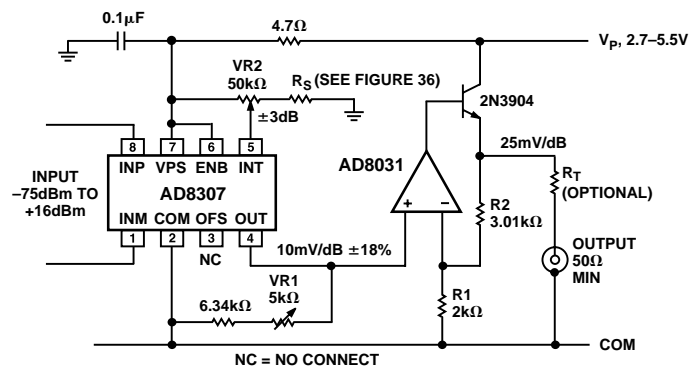 0.1μF
4.7Ω
V_P, 2.7–5.5V
VR2
50kΩ
R_S (SEE FIGURE 36)
±3dB
2N3904
8 7 6 5
INP VPS ENB INT
AD8307
INM COM OFS OUT
1 2 3 4
NC
INPUT
–75dBm TO
+16dBm
AD8031
+ –
25mV/dB
R_T
(OPTIONAL)
R2
3.01kΩ
OUTPUT
50Ω
MIN
10mV/dB ±18%
VR1
5kΩ
6.34kΩ
R1
2kΩ
COM
NC = NO CONNECT